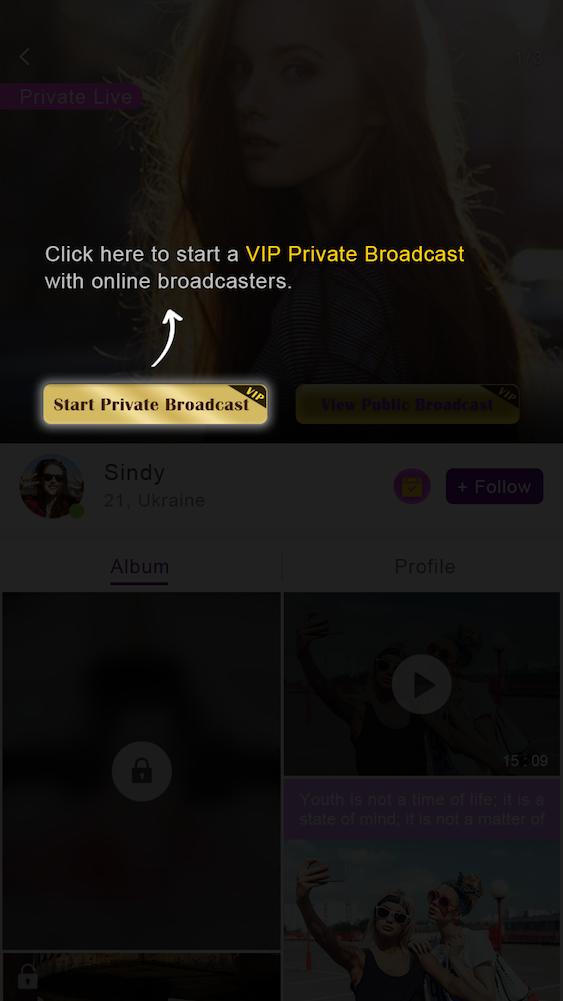 1/3
Private Live
Click here to start a VIP Private Broadcast
with online broadcasters.
Start Private Broadcast
VIP
View Public Broadcast
VIP
Sindy
21, Ukraine
+ Follow
Album
Profile
15:09
Youth is not a time of life; it is a
state of mind; it is not a matter of